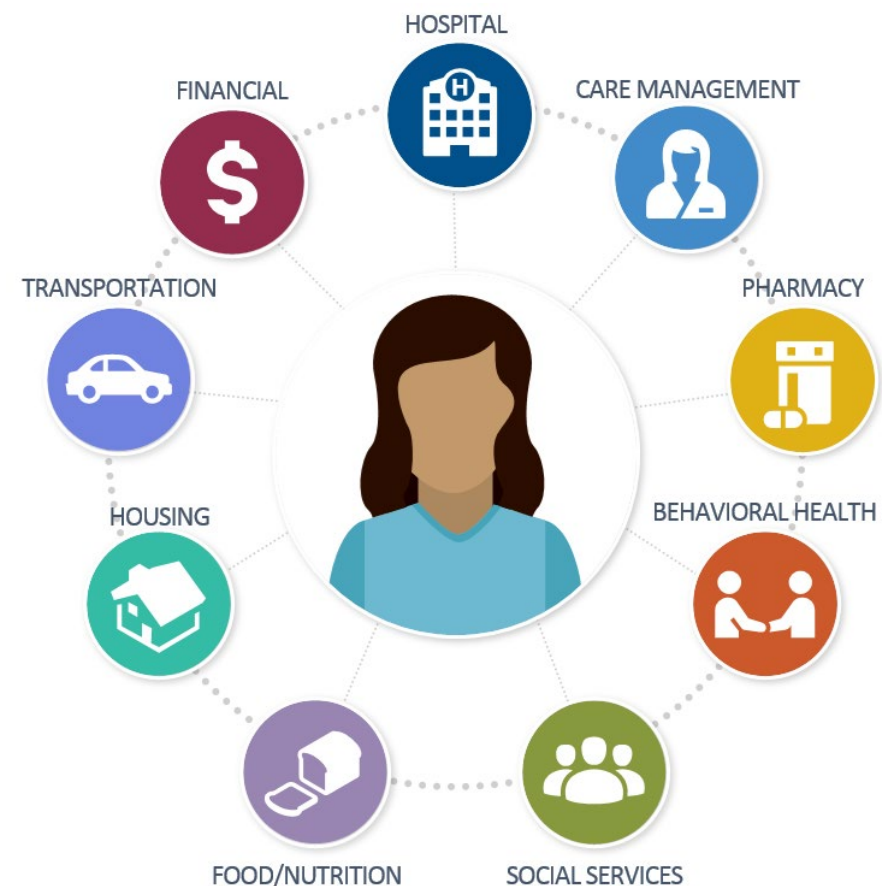 HOSPITAL
FINANCIAL
CARE MANAGEMENT
H
$
TRANSPORTATION
PHARMACY
HOUSING
BEHAVIORAL HEALTH
FOOD/NUTRITION
SOCIAL SERVICES